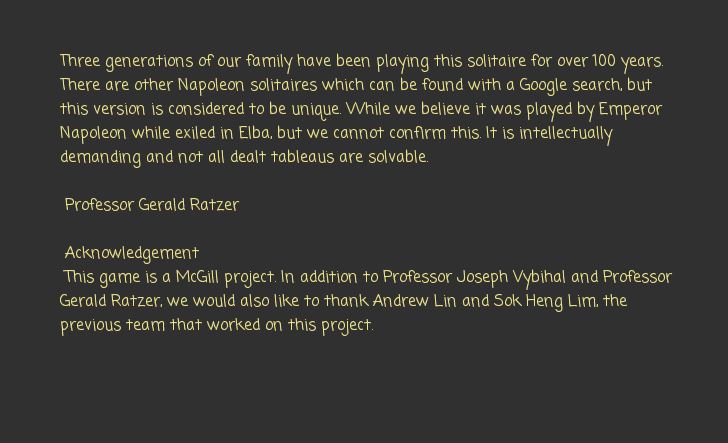 Three generations of our family have been playing this solitaire for over 100 years.
There are other Napoleon solitaires which can be found with a Google search, but
this version is considered to be unique. While we believe it was played by Emperor
Napoleon while exiled in Elba, but we cannot confirm this. It is intellectually
demanding and not all dealt tableaus are solvable.
Professor Gerald Ratzer
Acknowledgement
This game is a McGill project. In addition to Professor Joseph Vybihal and Professor
Gerald Ratzer, we would also like to thank Andrew Lin and Sok Heng Lim, the
previous team that worked on this project.